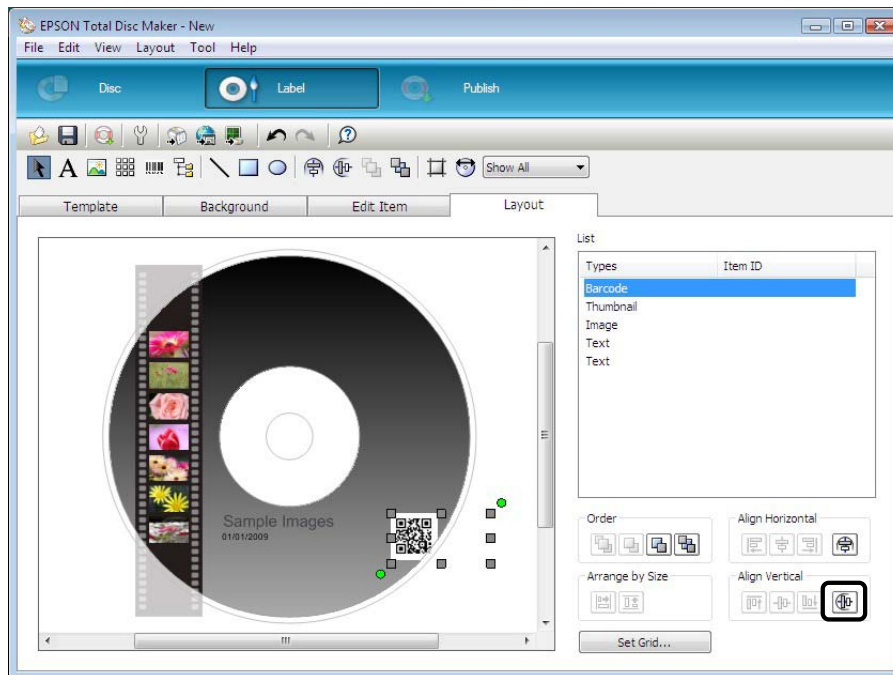 EPSON Total Disc Maker - New
File Edit View Layout Tool Help
Disc Label Publish
A Show All
Template Background Edit Item Layout
List
Types Item ID
Barcode
Thumbnail
Image
Text
Text
Sample Images
01/01/2009
Order Align Horizontal
Arrange by Size Align Vertical
Set Grid...